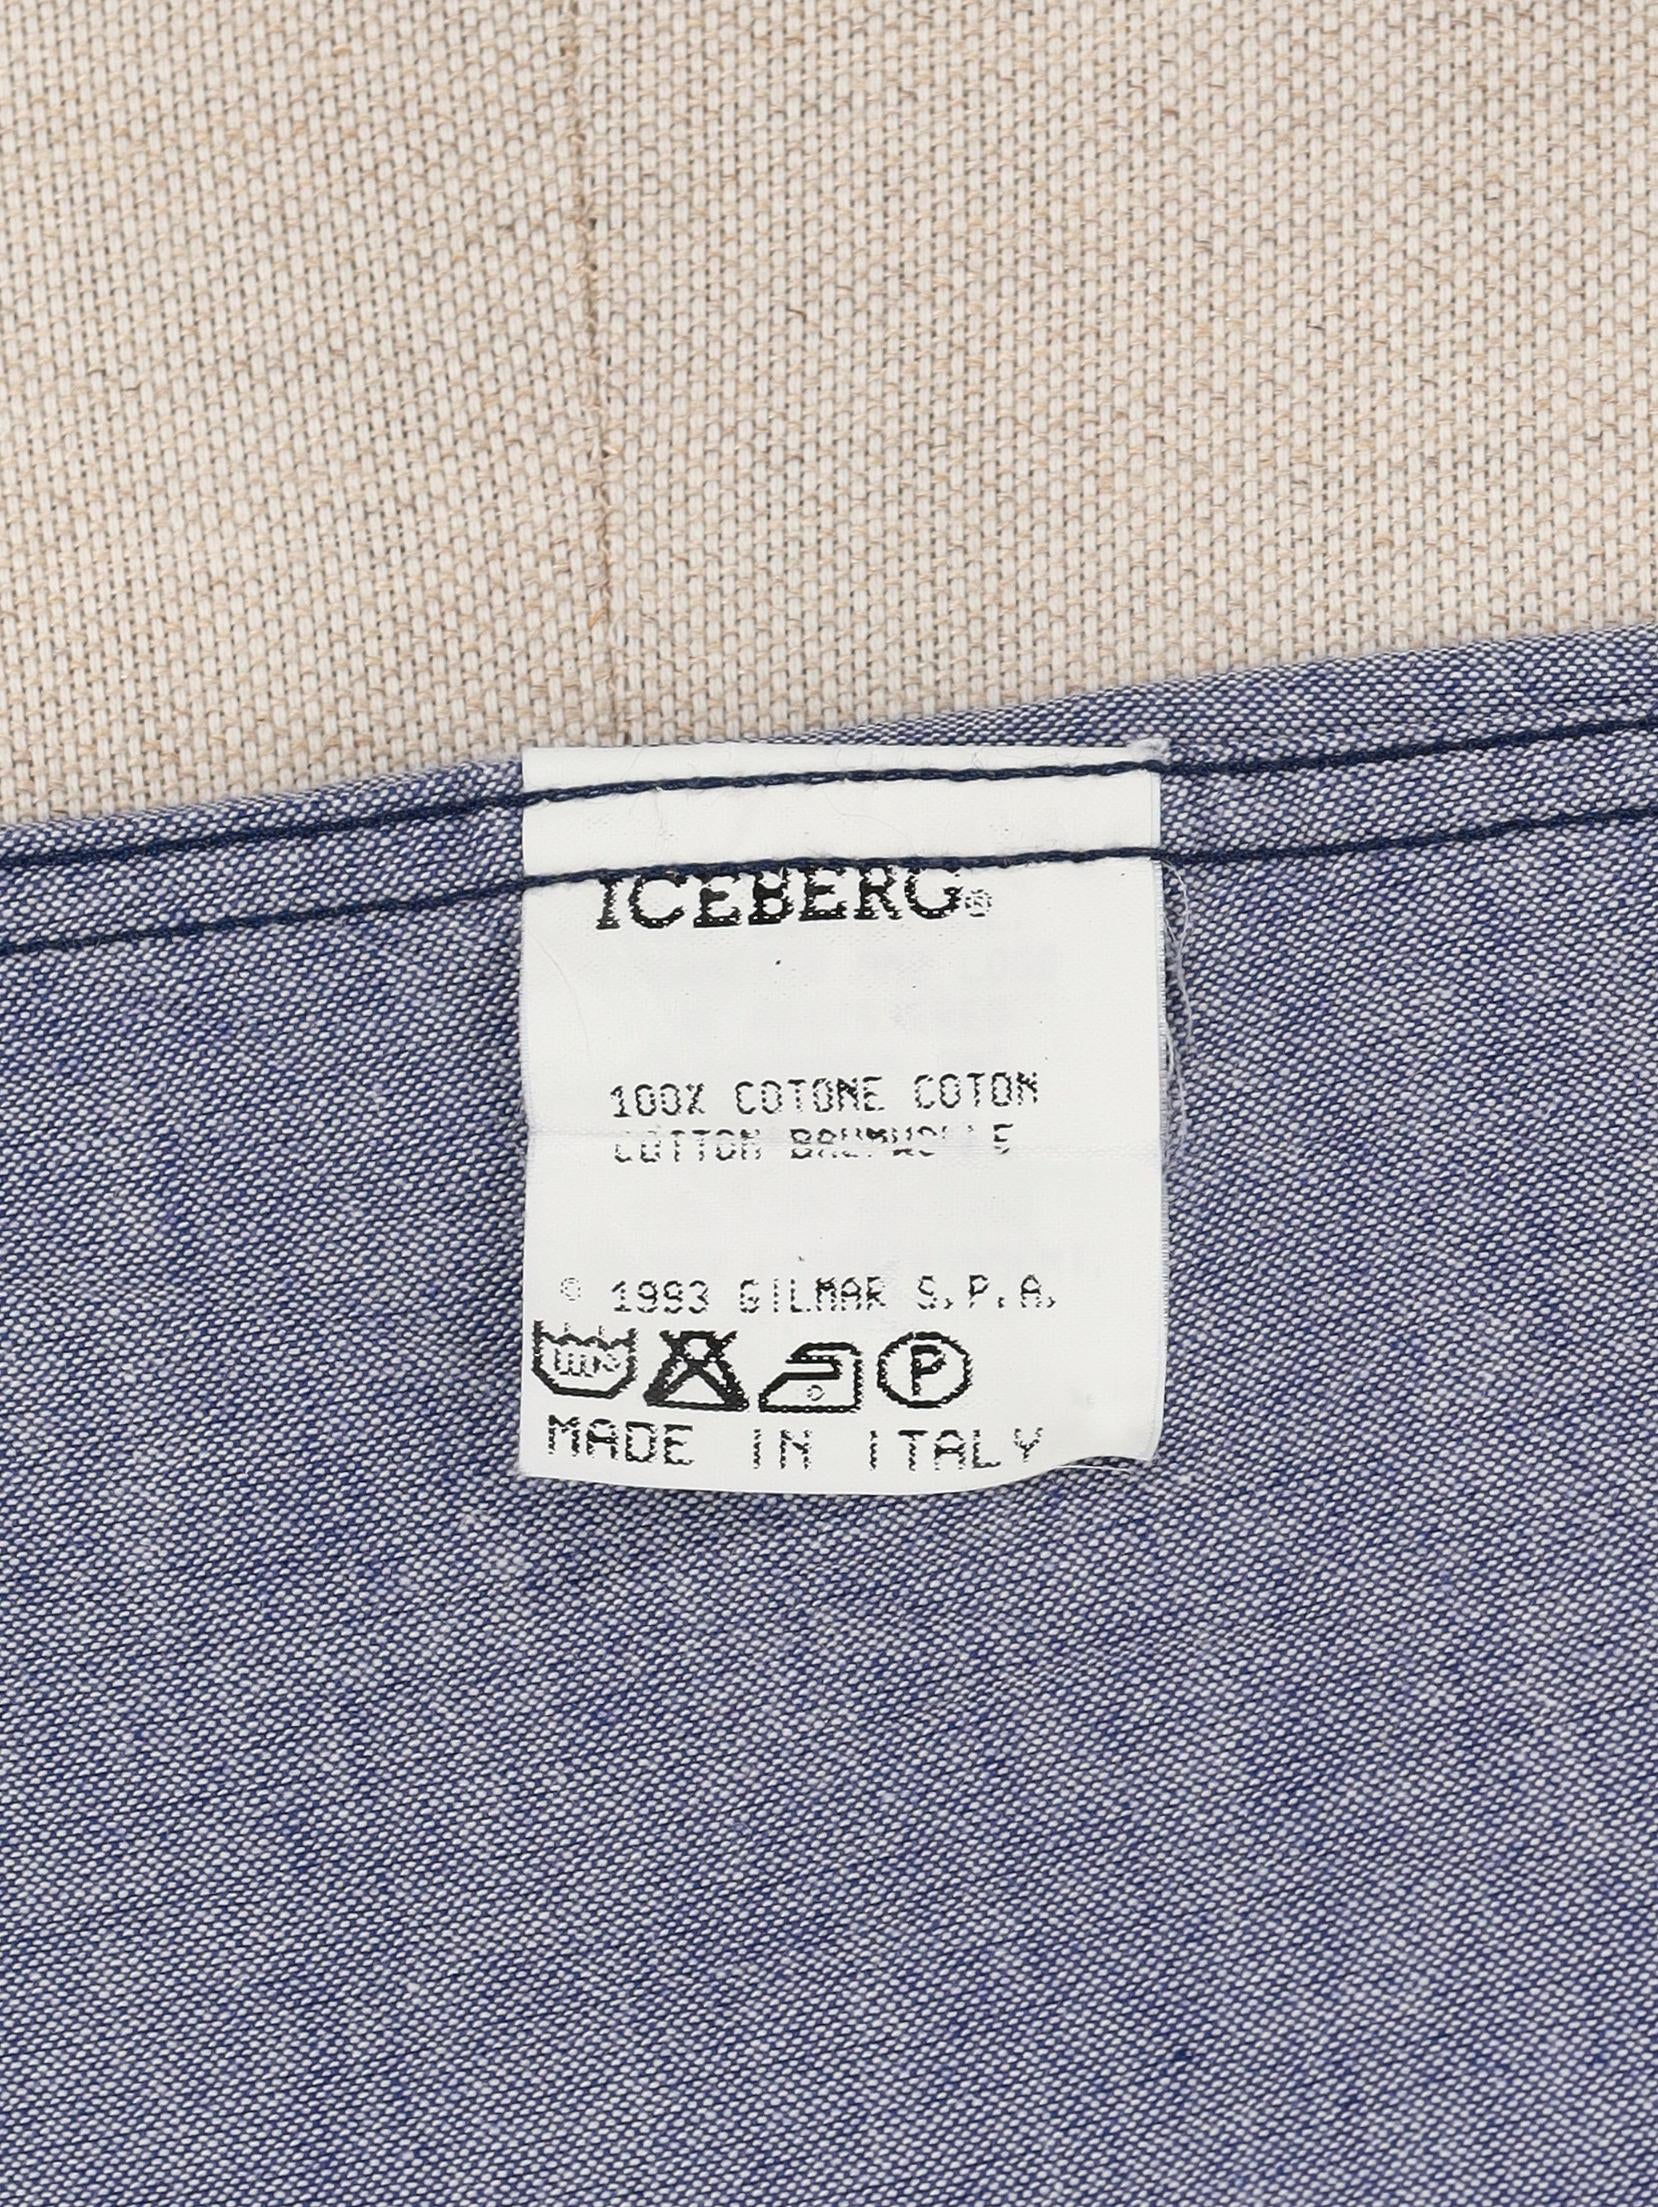 ICEBERG®
100% COTONE COTON
COTTON
© 1993 GILMAR S.P.A.
P
MADE IN ITALY